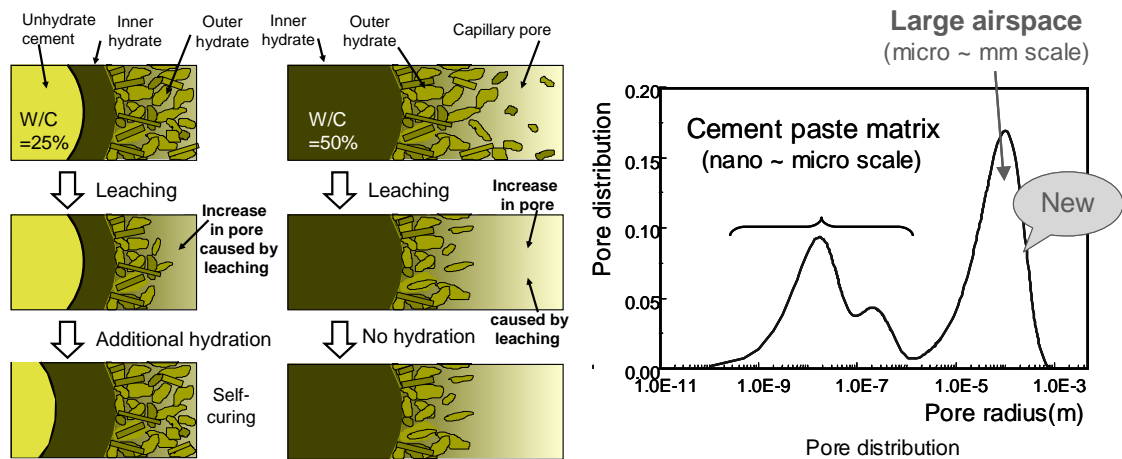 Unhydrate
cement
Inner
hydrate
Outer
hydrate
Inner
hydrate
Outer
hydrate
Capillary pore
W/C
=25%
W/C
=50%
Leaching
Leaching
Increase
in pore
caused by
leaching
Increase
in pore
caused by
leaching
Additional hydration
No hydration
Self-
curing
Large airspace
(micro ~ mm scale)
Cement paste matrix
(nano ~ micro scale)
New
Pore distribution
0.20
0.15
0.10
0.05
0.00
1.0E-11
1.0E-9
1.0E-7
1.0E-5
1.0E-3
Pore radius(m)
Pore distribution